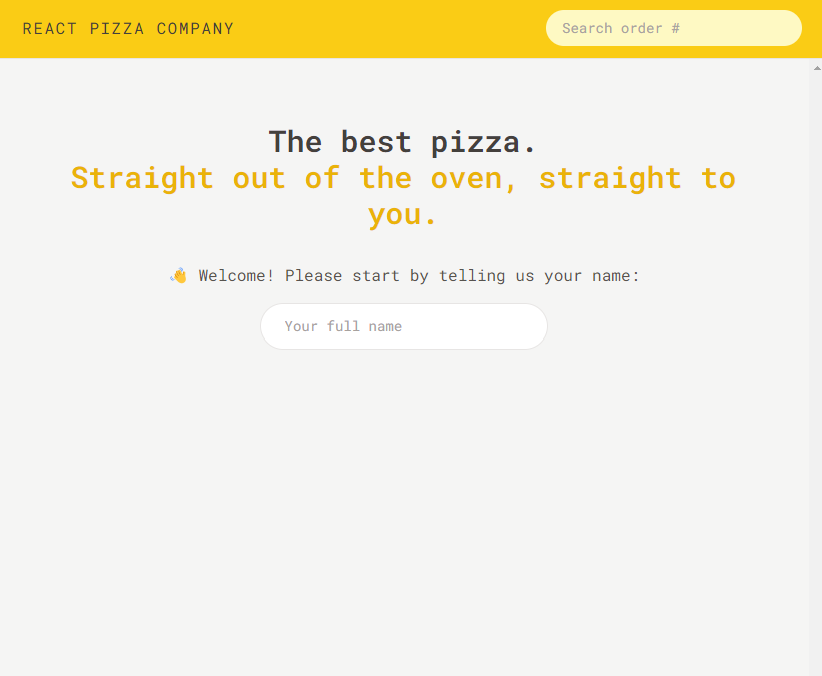 REACT PIZZA COMPANY
Search order #
The best pizza.
Straight out of the oven, straight to
you.
👋 Welcome! Please start by telling us your name:
Your full name